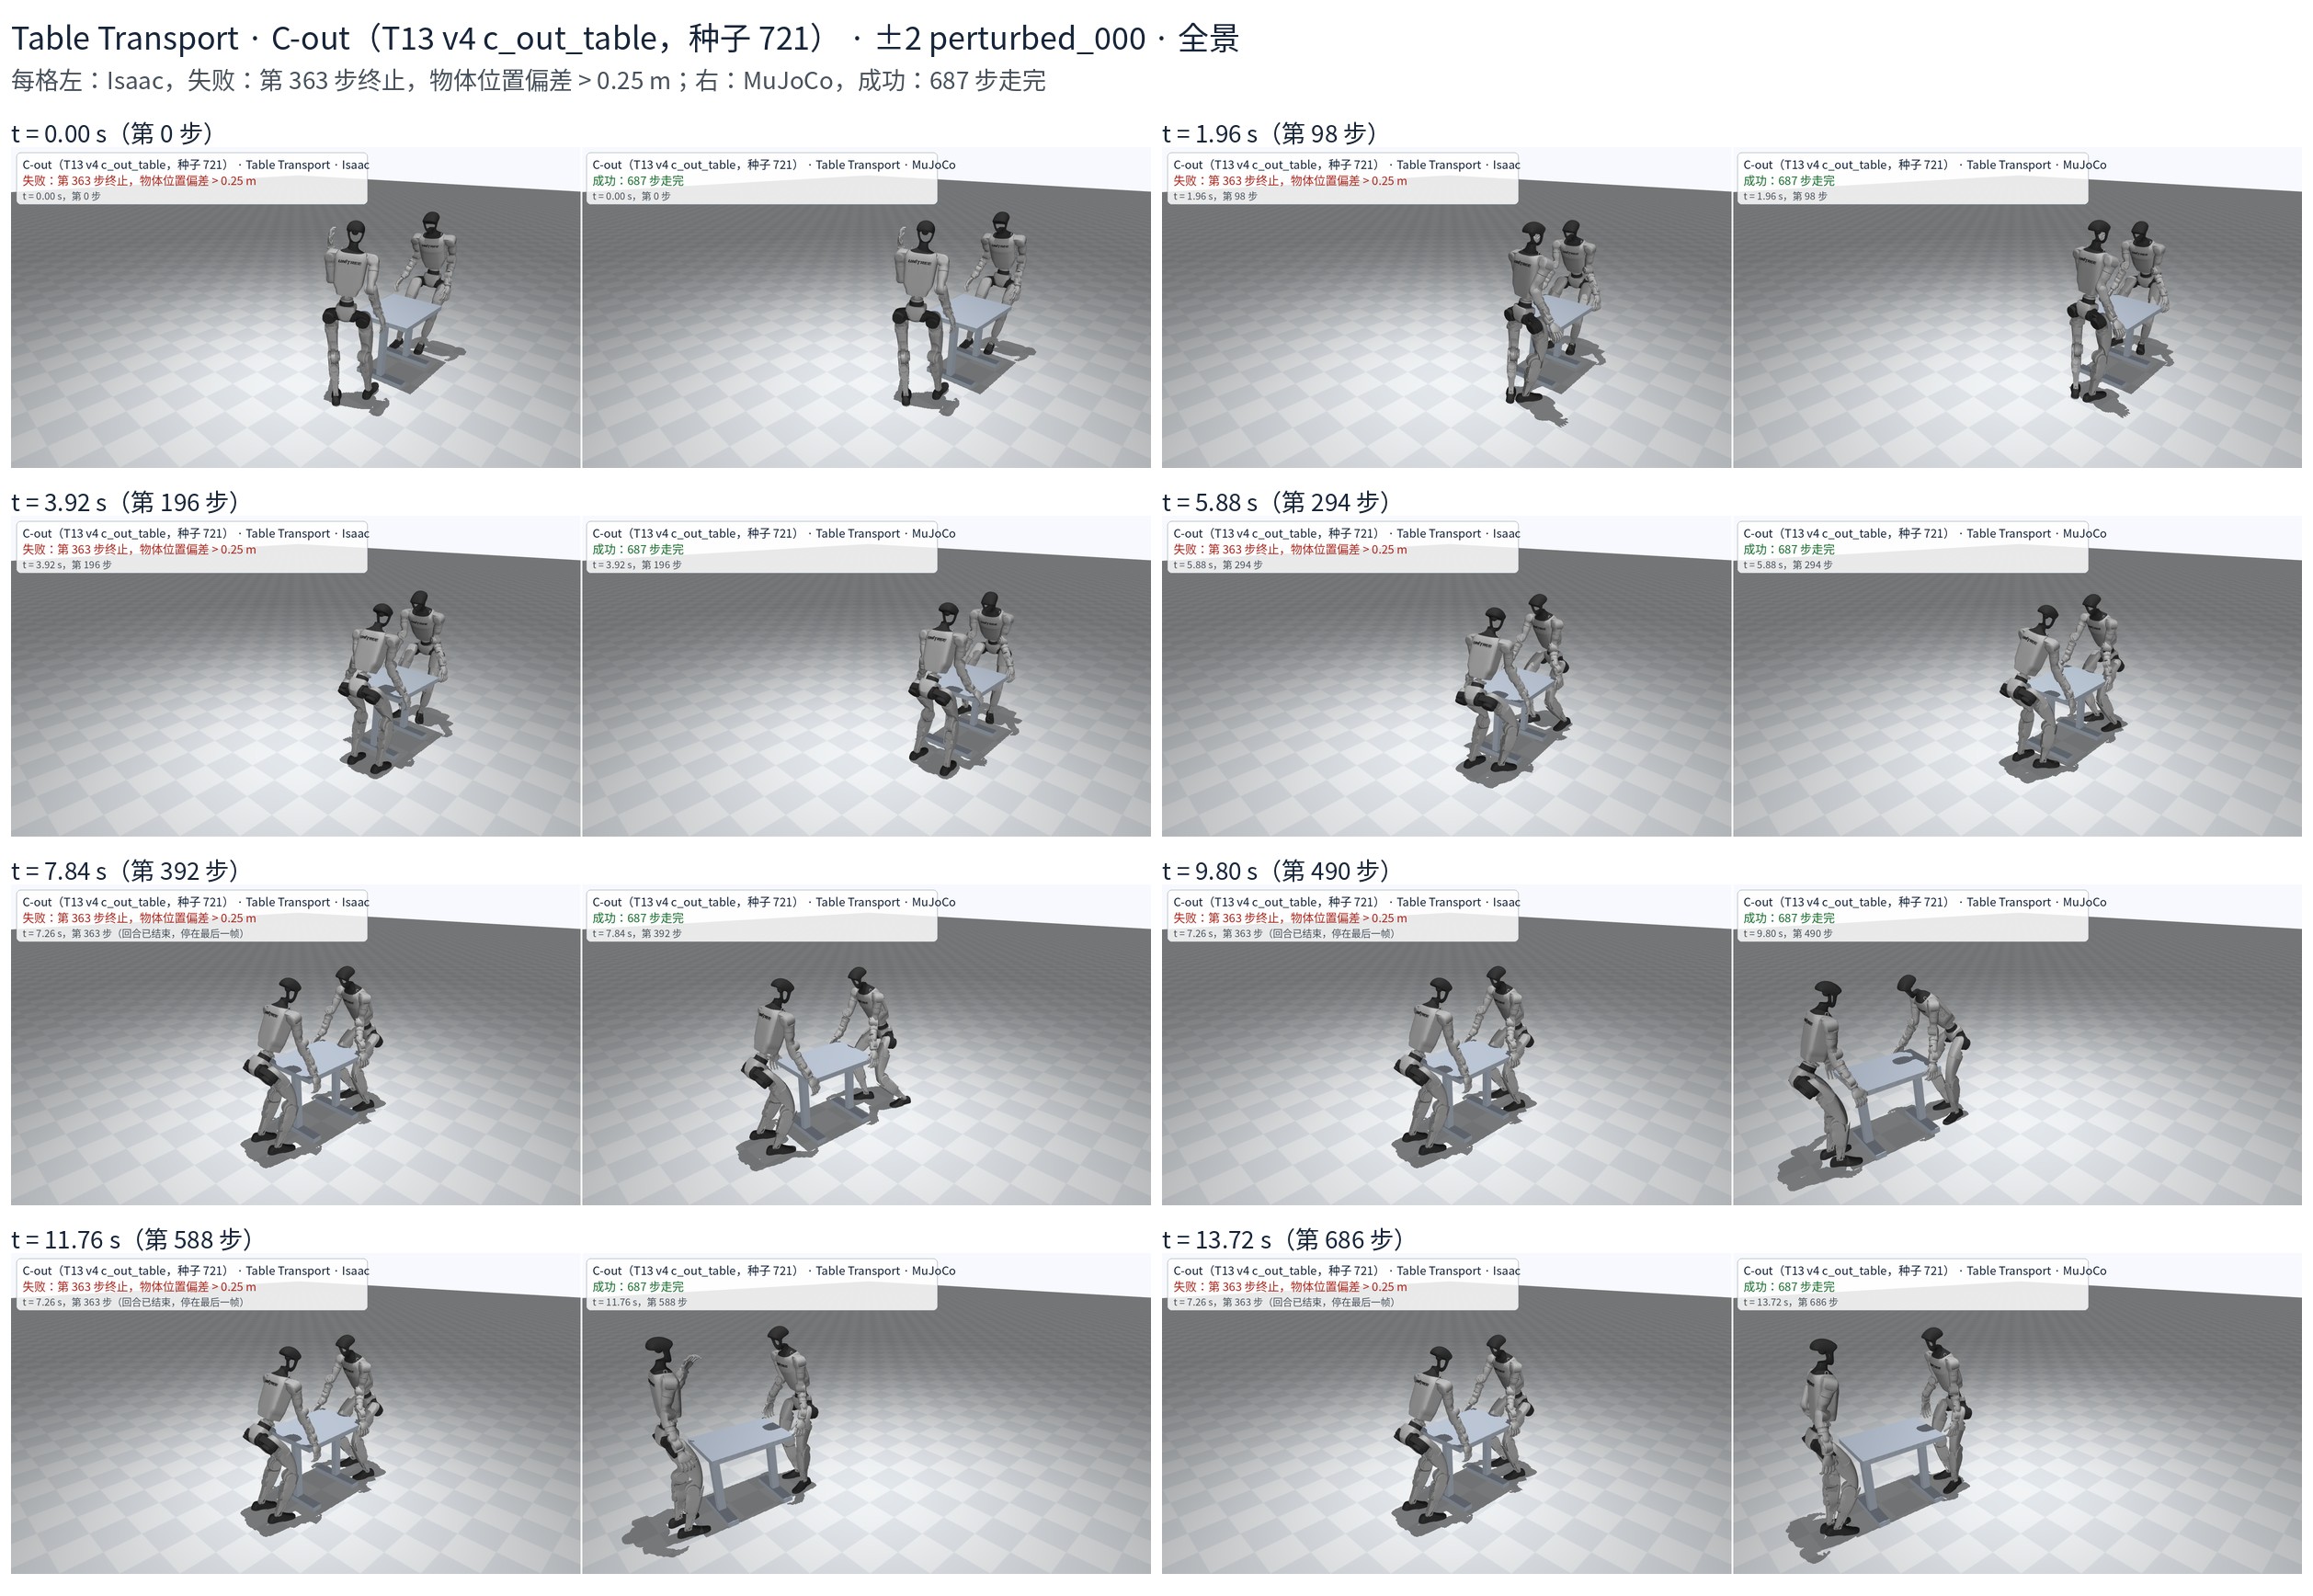 Table Transport · C-out（T13 v4 c_out_table，种子 721） · ±2 perturbed_000 · 全景
每格左：Isaac，失败：第 363 步终止，物体位置偏差 > 0.25 m；右：MuJoCo，成功：687 步走完
t = 0.00 s（第 0 步）
C-out（T13 v4 c_out_table，种子 721） · Table Transport · Isaac
失败：第 363 步终止，物体位置偏差 > 0.25 m
t = 0.00 s，第 0 步
C-out（T13 v4 c_out_table，种子 721） · Table Transport · MuJoCo
成功：687 步走完
t = 0.00 s，第 0 步
t = 1.96 s（第 98 步）
C-out（T13 v4 c_out_table，种子 721） · Table Transport · Isaac
失败：第 363 步终止，物体位置偏差 > 0.25 m
t = 1.96 s，第 98 步
C-out（T13 v4 c_out_table，种子 721） · Table Transport · MuJoCo
成功：687 步走完
t = 1.96 s，第 98 步
t = 3.92 s（第 196 步）
C-out（T13 v4 c_out_table，种子 721） · Table Transport · Isaac
失败：第 363 步终止，物体位置偏差 > 0.25 m
t = 3.92 s，第 196 步
C-out（T13 v4 c_out_table，种子 721） · Table Transport · MuJoCo
成功：687 步走完
t = 3.92 s，第 196 步
t = 5.88 s（第 294 步）
C-out（T13 v4 c_out_table，种子 721） · Table Transport · Isaac
失败：第 363 步终止，物体位置偏差 > 0.25 m
t = 5.88 s，第 294 步
C-out（T13 v4 c_out_table，种子 721） · Table Transport · MuJoCo
成功：687 步走完
t = 5.88 s，第 294 步
t = 7.84 s（第 392 步）
C-out（T13 v4 c_out_table，种子 721） · Table Transport · Isaac
失败：第 363 步终止，物体位置偏差 > 0.25 m
t = 7.26 s，第 363 步（回合已结束，停在最后一帧）
C-out（T13 v4 c_out_table，种子 721） · Table Transport · MuJoCo
成功：687 步走完
t = 7.84 s，第 392 步
t = 9.80 s（第 490 步）
C-out（T13 v4 c_out_table，种子 721） · Table Transport · Isaac
失败：第 363 步终止，物体位置偏差 > 0.25 m
t = 7.26 s，第 363 步（回合已结束，停在最后一帧）
C-out（T13 v4 c_out_table，种子 721） · Table Transport · MuJoCo
成功：687 步走完
t = 9.80 s，第 490 步
t = 11.76 s（第 588 步）
C-out（T13 v4 c_out_table，种子 721） · Table Transport · Isaac
失败：第 363 步终止，物体位置偏差 > 0.25 m
t = 7.26 s，第 363 步（回合已结束，停在最后一帧）
C-out（T13 v4 c_out_table，种子 721） · Table Transport · MuJoCo
成功：687 步走完
t = 11.76 s，第 588 步
t = 13.72 s（第 686 步）
C-out（T13 v4 c_out_table，种子 721） · Table Transport · Isaac
失败：第 363 步终止，物体位置偏差 > 0.25 m
t = 7.26 s，第 363 步（回合已结束，停在最后一帧）
C-out（T13 v4 c_out_table，种子 721） · Table Transport · MuJoCo
成功：687 步走完
t = 13.72 s，第 686 步